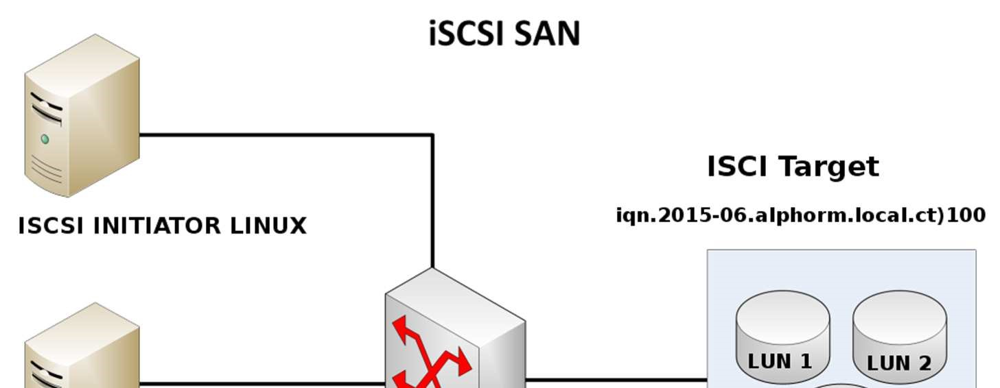 iSCSI SAN
ISCI Target
iqn.2015-06.alphorm.local.ct)100
ISCSI INITIATOR LINUX
LUN 1
LUN 2